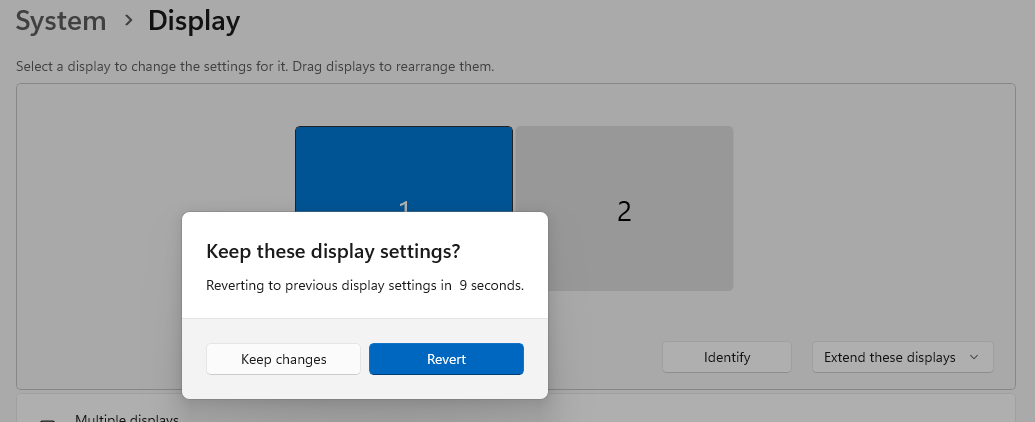 System > Display
Select a display to change the settings for it. Drag displays to rearrange them.
1
2
Keep these display settings?
Reverting to previous display settings in 9 seconds.
Keep changes
Revert
Identify
Extend these displays
Multiple displays